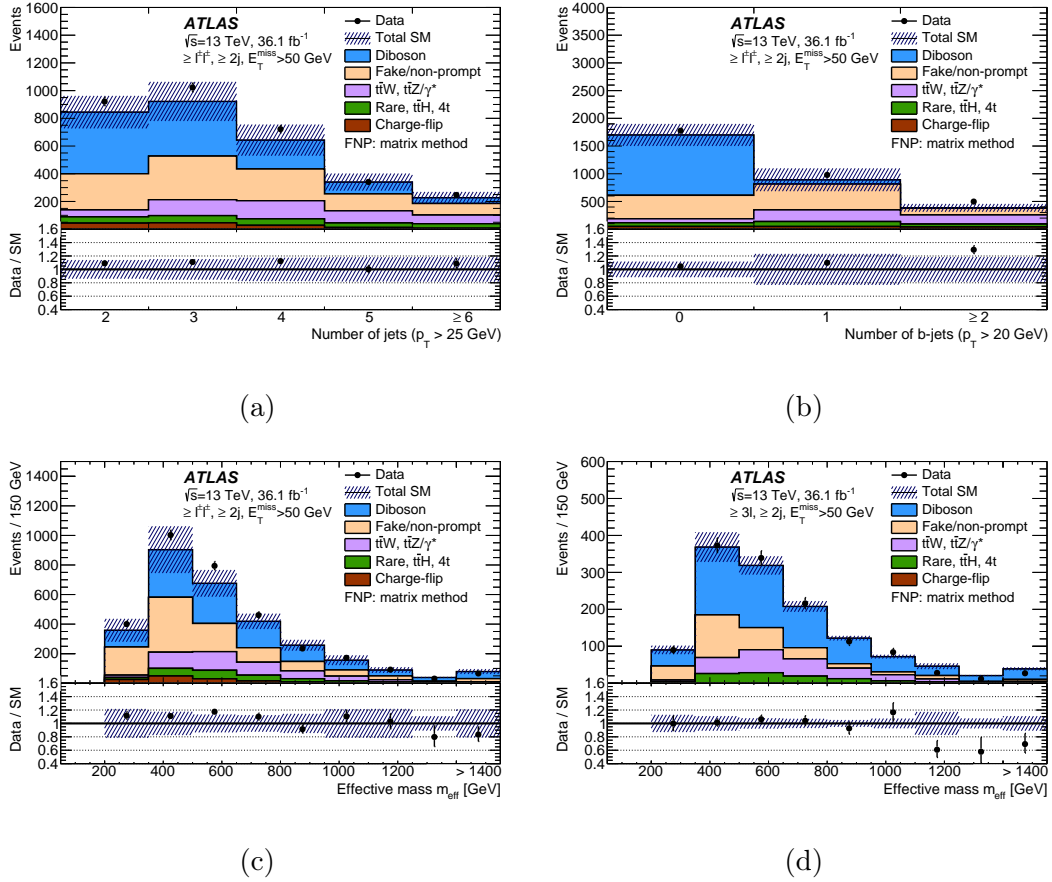 Events
1600
1400
1200
1000
800
600
400
200
ATLAS
√s=13 TeV, 36.1 fb⁻¹
≥ l±l±, ≥ 2j, E_T^miss>50 GeV
Data
Total SM
Diboson
Fake/non-prompt
tt̄W, tt̄Z/γ*
Rare, tt̄H, 4t
Charge-flip
FNP: matrix method
Data / SM
1.6
1.4
1.2
1
0.8
0.6
0.4
2 3 4 5 ≥ 6
Number of jets (p_T > 25 GeV)
(a)
Events
4000
3500
3000
2500
2000
1500
1000
500
ATLAS
√s=13 TeV, 36.1 fb⁻¹
≥ l±l±, ≥ 2j, E_T^miss>50 GeV
Data
Total SM
Diboson
Fake/non-prompt
tt̄W, tt̄Z/γ*
Rare, tt̄H, 4t
Charge-flip
FNP: matrix method
Data / SM
1.6
1.4
1.2
1
0.8
0.6
0.4
0 1 ≥ 2
Number of b-jets (p_T > 20 GeV)
(b)
Events / 150 GeV
1400
1200
1000
800
600
400
200
ATLAS
√s=13 TeV, 36.1 fb⁻¹
≥ l±l±, ≥ 2j, E_T^miss>50 GeV
Data
Total SM
Diboson
Fake/non-prompt
tt̄W, tt̄Z/γ*
Rare, tt̄H, 4t
Charge-flip
FNP: matrix method
Data / SM
1.6
1.4
1.2
1
0.8
0.6
0.4
200 400 600 800 1000 1200 > 1400
Effective mass m_eff [GeV]
(c)
Events / 150 GeV
600
500
400
300
200
100
ATLAS
√s=13 TeV, 36.1 fb⁻¹
≥ 3l, ≥ 2j, E_T^miss>50 GeV
Data
Total SM
Diboson
Fake/non-prompt
tt̄W, tt̄Z/γ*
Rare, tt̄H, 4t
Charge-flip
FNP: matrix method
Data / SM
1.6
1.4
1.2
1
0.8
0.6
0.4
200 400 600 800 1000 1200 > 1400
Effective mass m_eff [GeV]
(d)